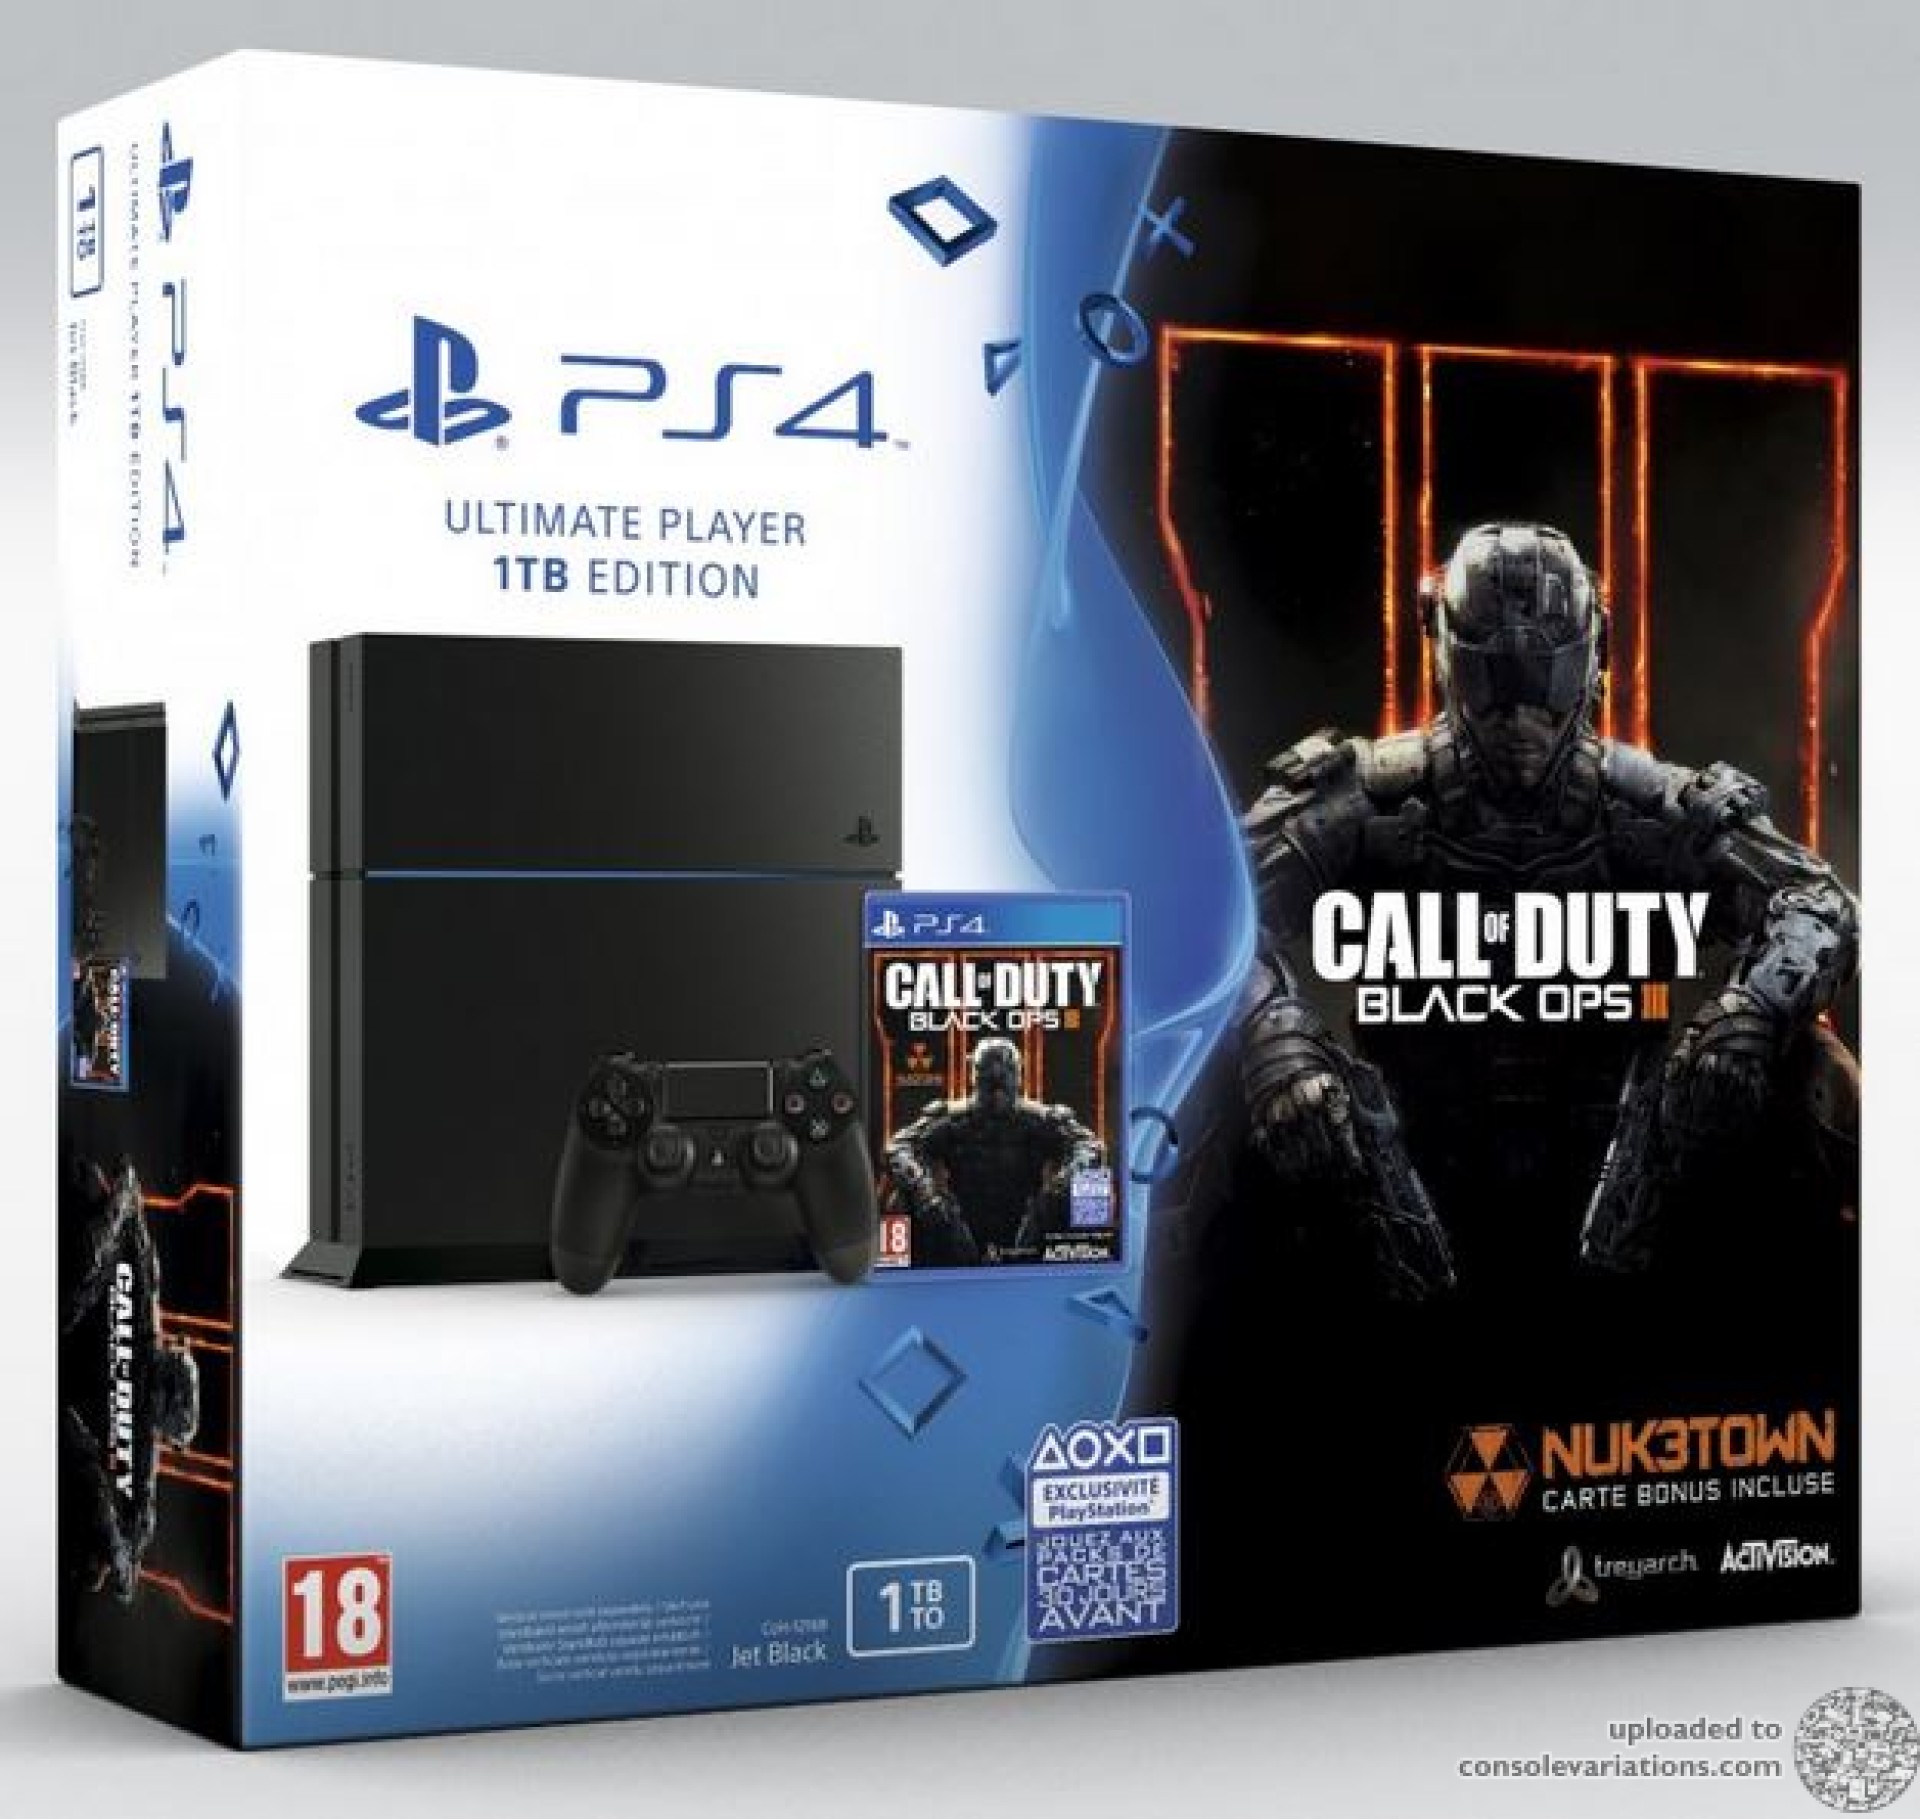 1TB
ULTIMATE PLAYER 1TB EDITION
Jet Black
PS4
PS4
ULTIMATE PLAYER
1TB EDITION
PS4
CALL OF DUTY
BLACK OPS III
18
ACTIVISION
CALL OF DUTY
BLACK OPS III
CALL OF DUTY
NUK3TOWN
CARTE BONUS INCLUSE
treyarch ACTIVISION.
EXCLUSIVITÉ
PlayStation®
JOUEZ AUX
PACKS DE
CARTES
30 JOURS
AVANT
1 TB
TO
Jet Black
18
www.pegi.info
uploaded to
consolevariations.com